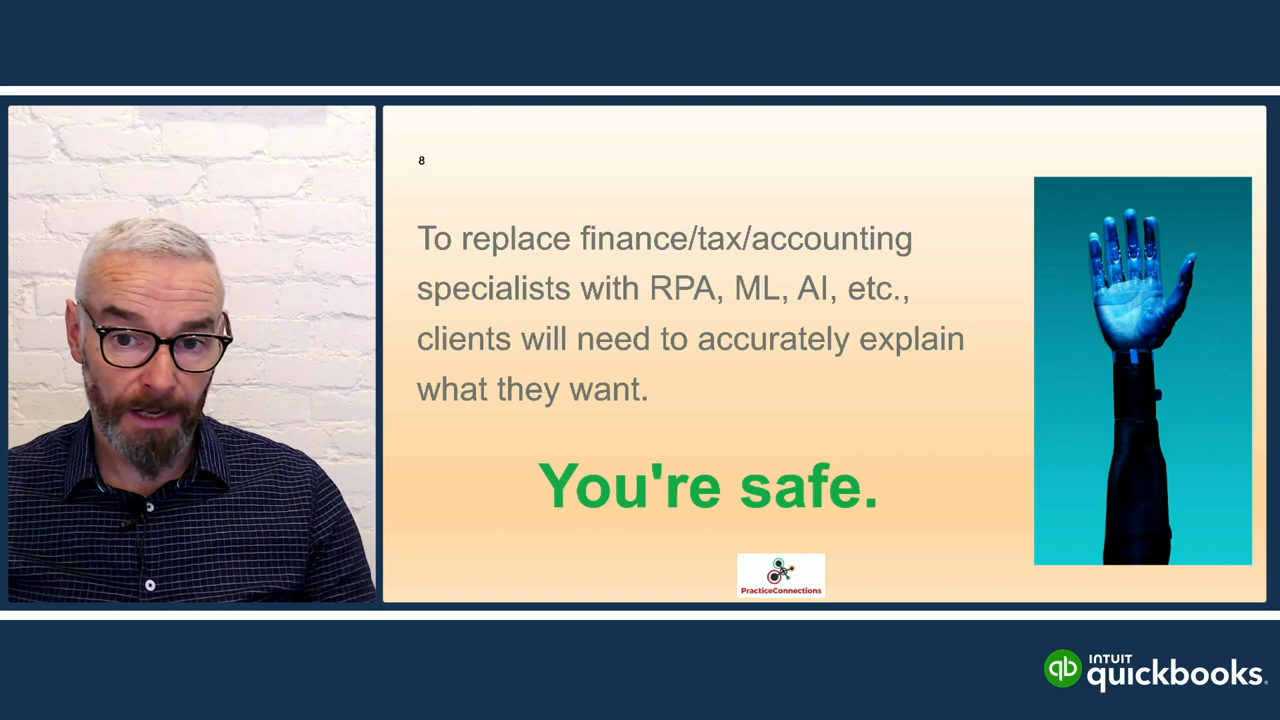 8
To replace finance/tax/accounting
specialists with RPA, ML, AI, etc.,
clients will need to accurately explain
what they want.
You're safe.
PracticeConnections
qb
INTUIT
quickbooks.